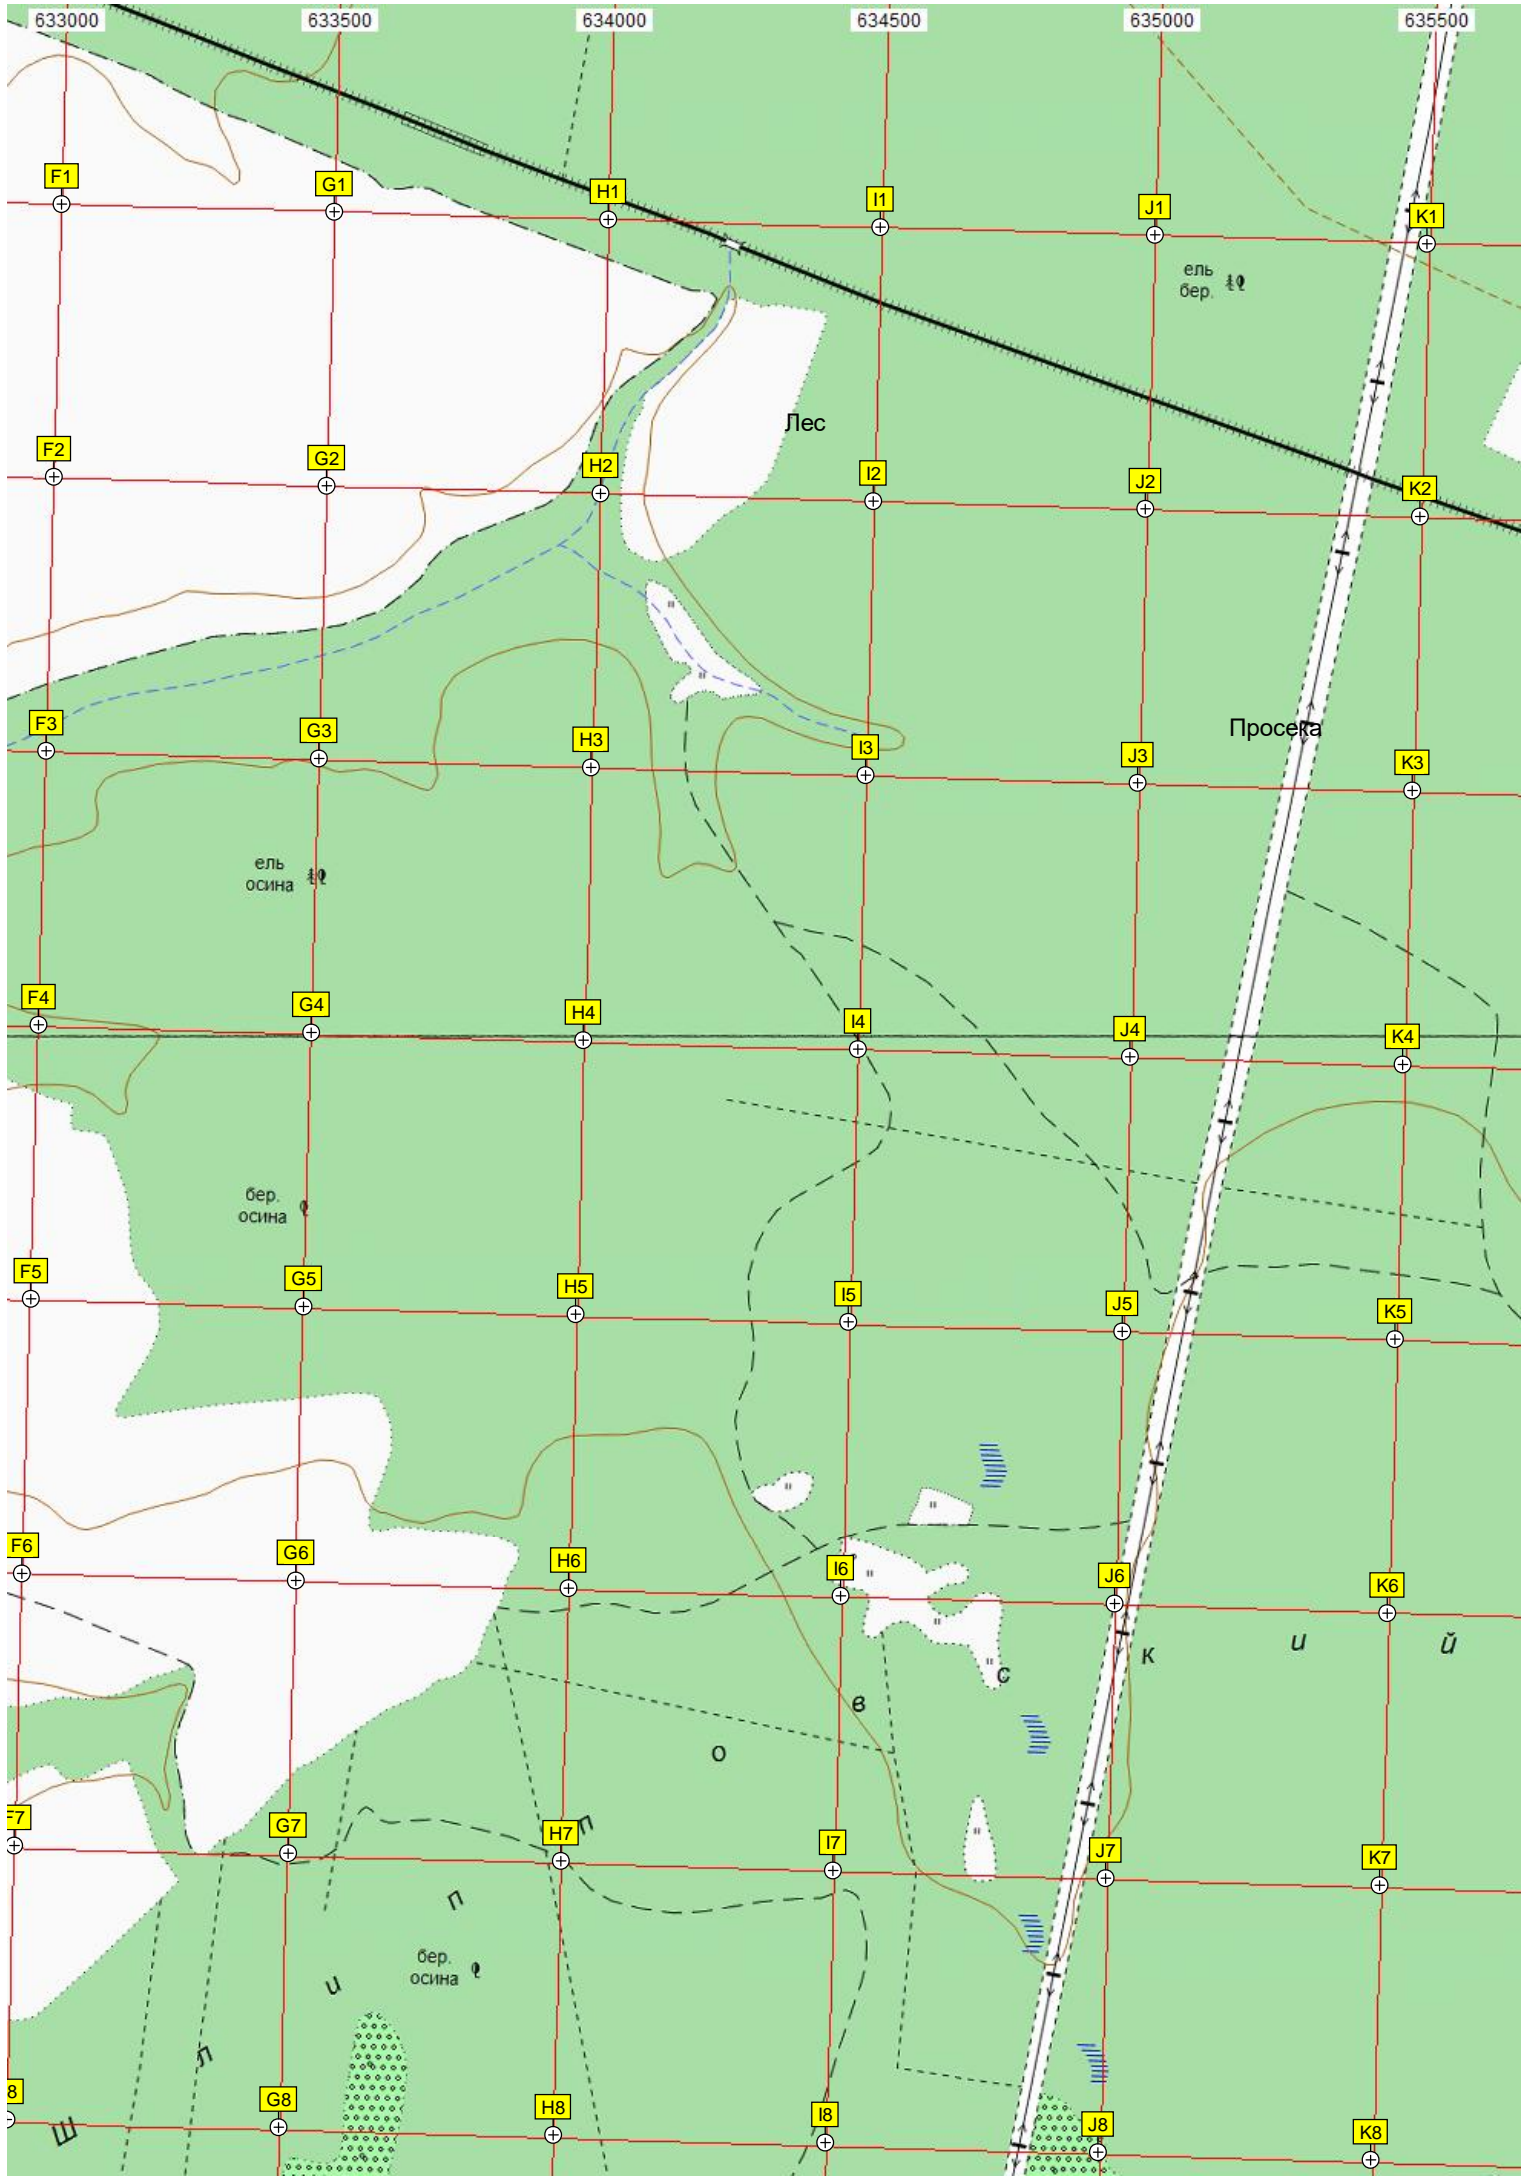 633000 633500 634000 634500 635000 635500
F1 G1 H1 I1 J1 K1
ель
бер.
Лес
F2 G2 H2 I2 J2 K2
Просека
F3 G3 H3 I3 J3 K3
ель
осина
F4 G4 H4 I4 J4 K4
бер.
осина
F5 G5 H5 I5 J5 K5
F6 G6 H6 I6 J6 K6
Ш л и п п о в с к и й
F7 G7 H7 I7 J7 K7
бер.
осина
8 G8 H8 I8 J8 K8